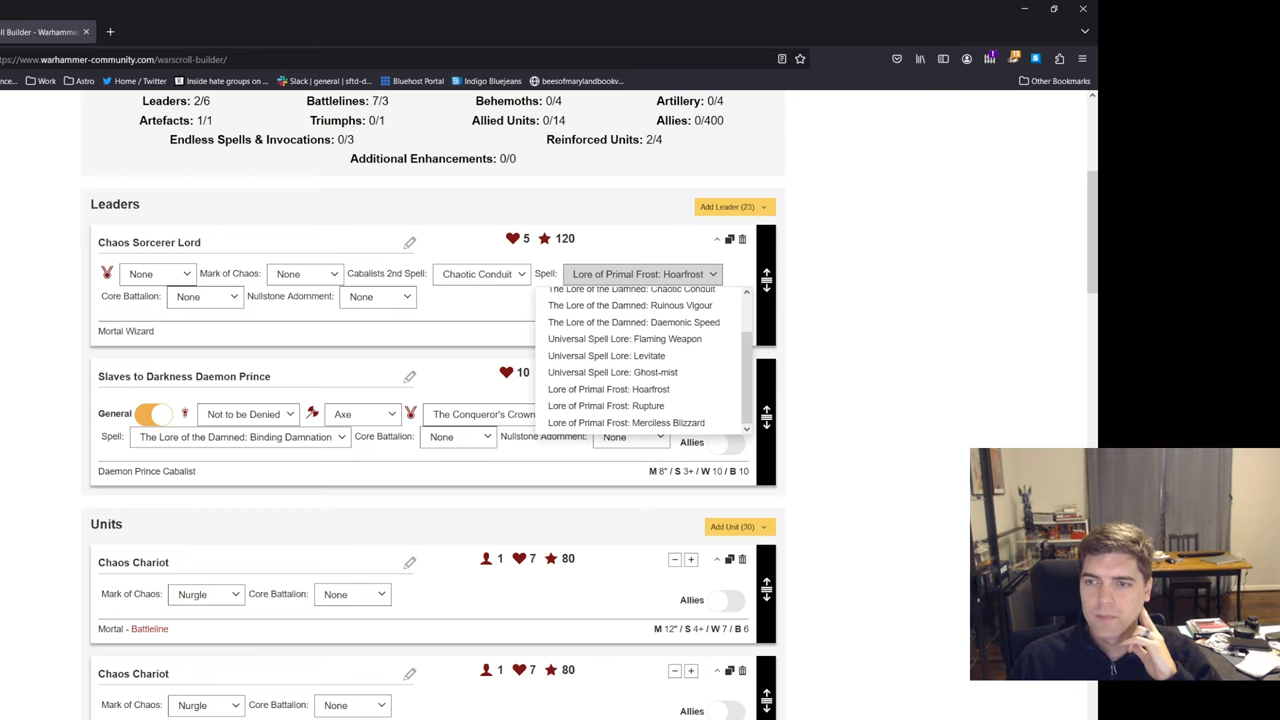 ll Builder - Warhamme
ps://www.warhammer-community.com/warscroll-builder/
1 15
nce... Work Astro Home / Twitter Inside hate groups on ... Slack | general | sftd-d... Bluehost Portal Indigo Bluejeans beesofmarylandbookv... Other Bookmarks
Leaders: 2/6 Battlelines: 7/3 Behemoths: 0/4 Artillery: 0/4
Artefacts: 1/1 Triumphs: 0/1 Allied Units: 0/14 Allies: 0/400
Endless Spells & Invocations: 0/3 Reinforced Units: 2/4
Additional Enhancements: 0/0
Leaders Add Leader (23)
Chaos Sorcerer Lord 5 120
None Mark of Chaos: None Cabalists 2nd Spell: Chaotic Conduit Spell: Lore of Primal Frost: Hoarfrost
Core Battalion: None Nullstone Adornment: None
The Lore of the Damned: Chaotic Conduit
The Lore of the Damned: Ruinous Vigour
The Lore of the Damned: Daemonic Speed
Universal Spell Lore: Flaming Weapon
Universal Spell Lore: Levitate
Universal Spell Lore: Ghost-mist
Lore of Primal Frost: Hoarfrost
Lore of Primal Frost: Rupture
Lore of Primal Frost: Merciless Blizzard
Mortal Wizard
Slaves to Darkness Daemon Prince 10
General Not to be Denied Axe The Conqueror's Crown
Spell: The Lore of the Damned: Binding Damnation Core Battalion: None Nullstone Adornment: None Allies
Daemon Prince Cabalist M 8" / S 3+ / W 10 / B 10
Units Add Unit (30)
Chaos Chariot 1 7 80
Mark of Chaos: Nurgle Core Battalion: None Allies
Mortal - Battleline M 12" / S 4+ / W 7 / B 6
Chaos Chariot 1 7 80
Mark of Chaos: Nurgle Core Battalion: None Allies